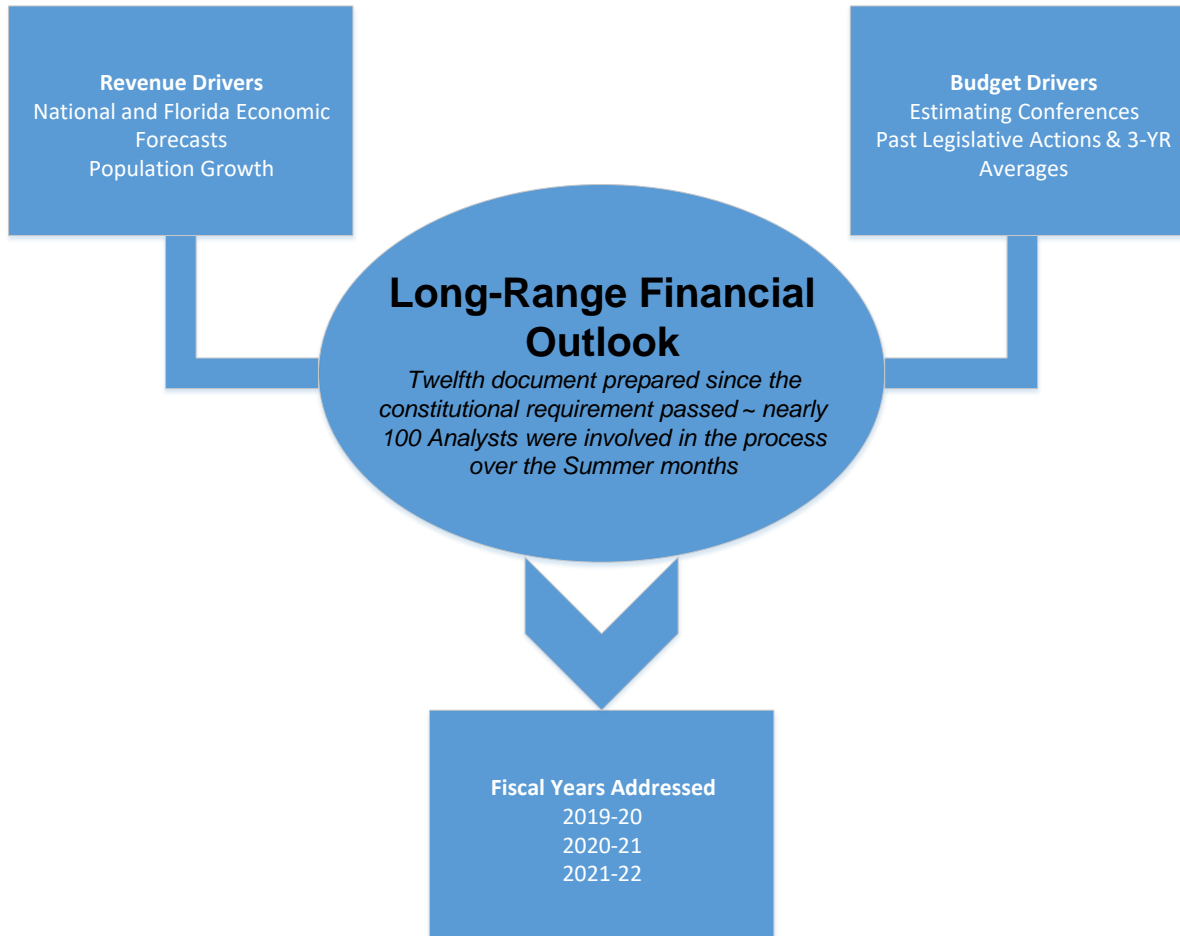 Revenue Drivers
National and Florida Economic
Forecasts
Population Growth
Budget Drivers
Estimating Conferences
Past Legislative Actions & 3-YR
Averages
Long-Range Financial
Outlook
Twelfth document prepared since the
constitutional requirement passed ~ nearly
100 Analysts were involved in the process
over the Summer months
Fiscal Years Addressed
2019-20
2020-21
2021-22